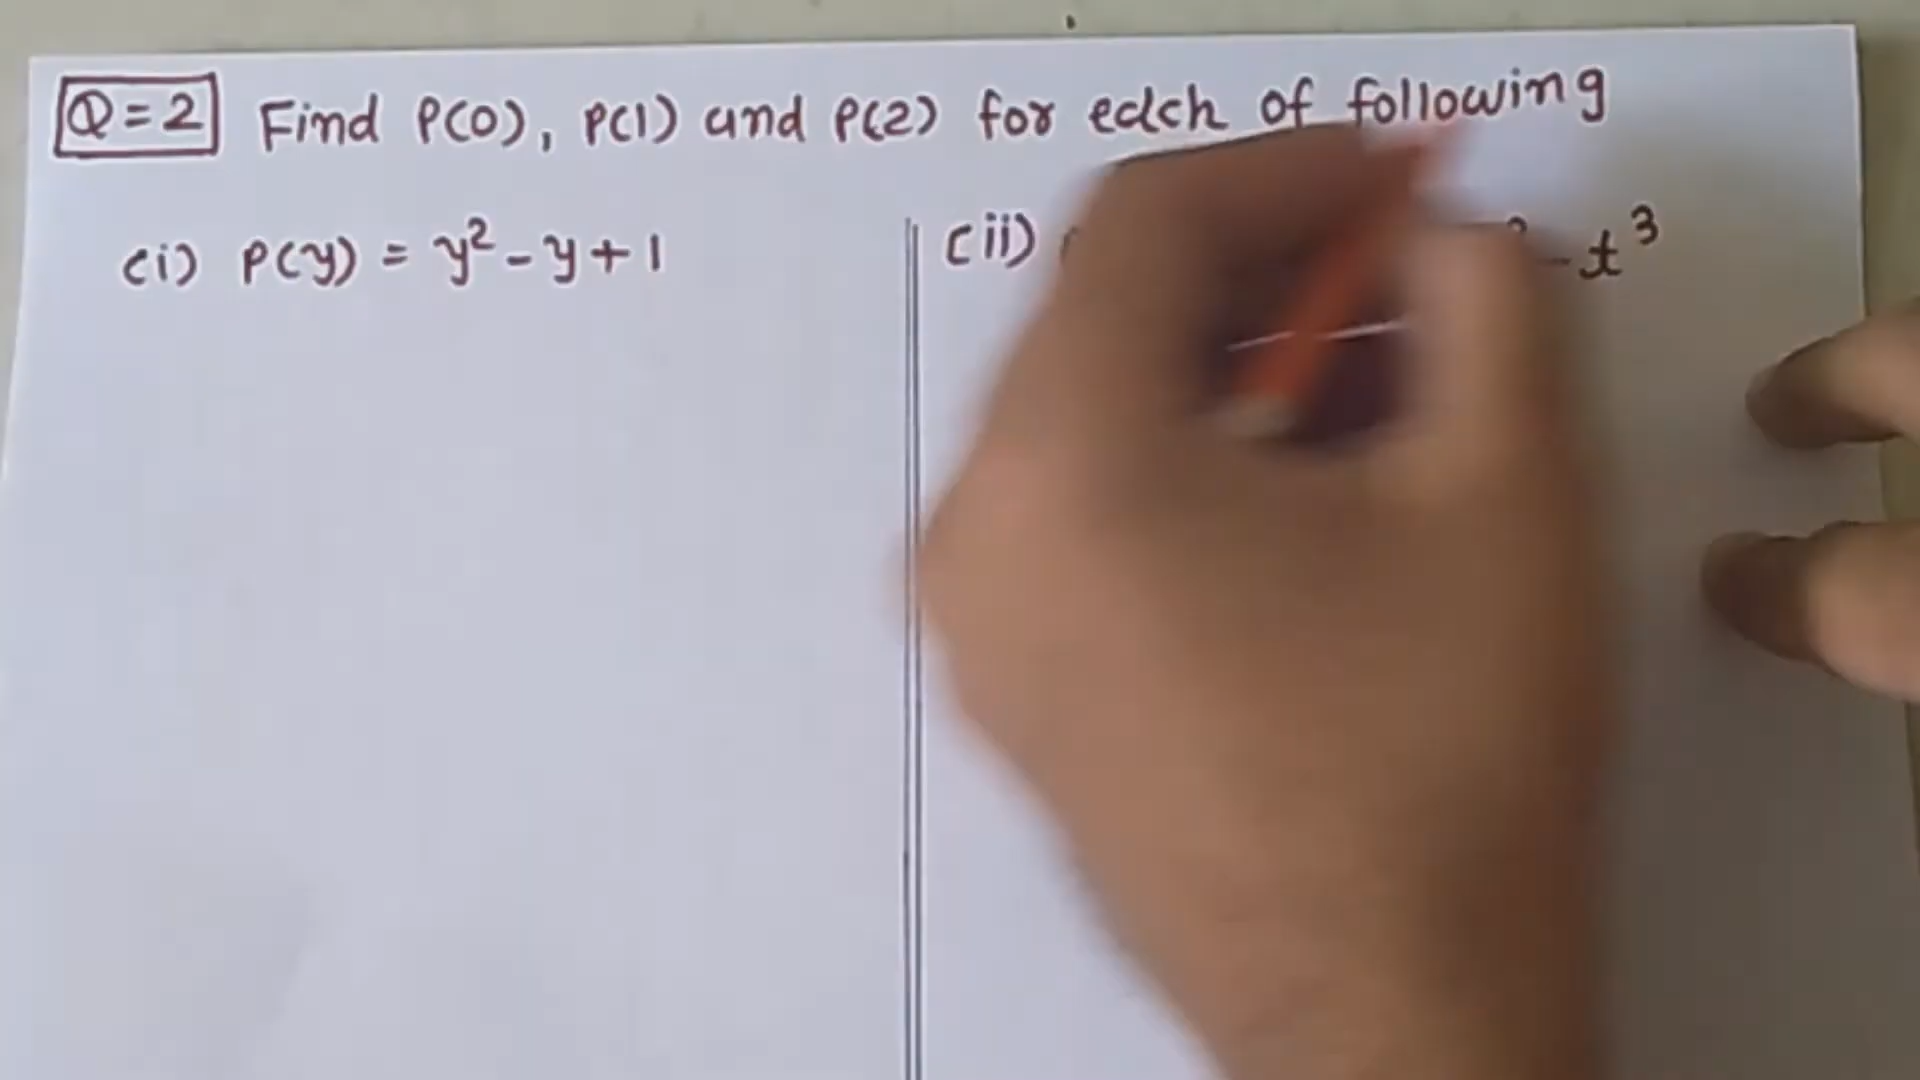 Q=2 Find P(0), P(1) and P(2) for each of following
(i) P(y) = y² - y + 1
(ii) - t³